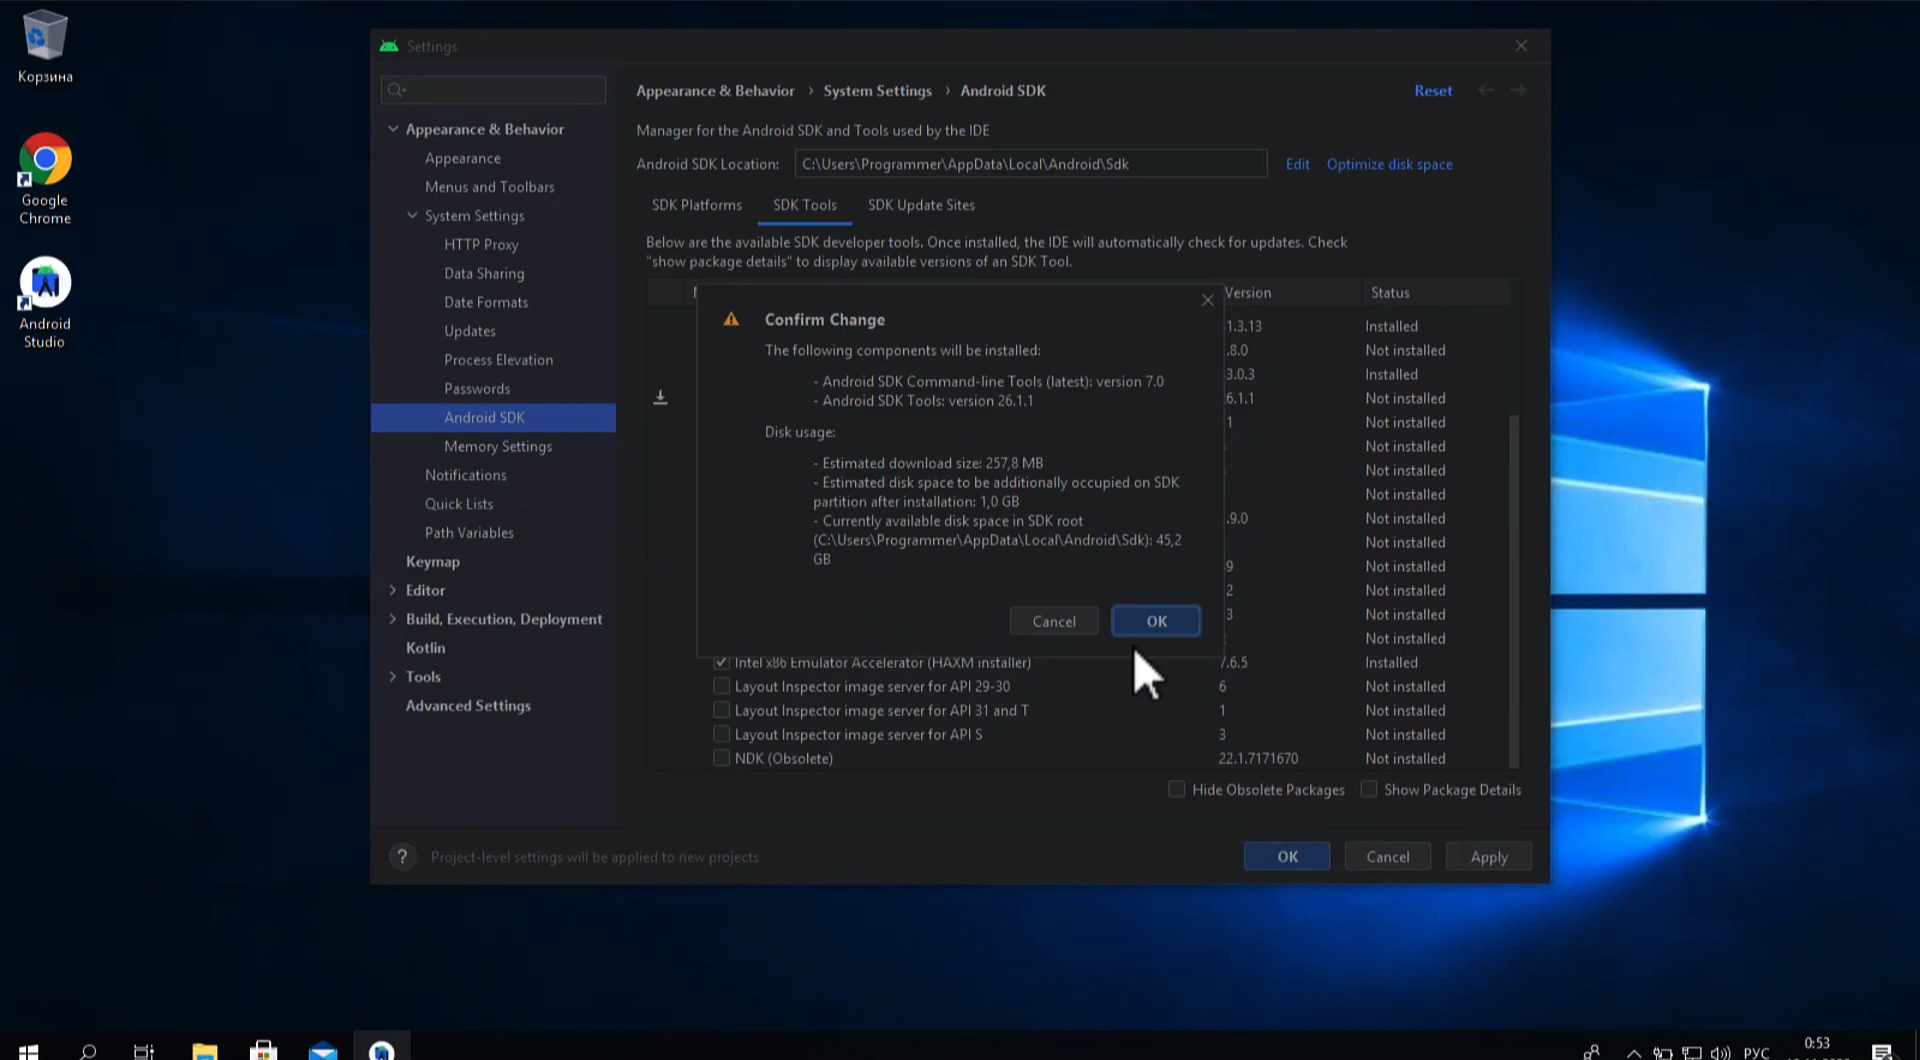 Корзина
Google
Chrome
Android
Studio
Settings
Appearance & Behavior
Appearance
Menus and Toolbars
System Settings
HTTP Proxy
Data Sharing
Date Formats
Updates
Process Elevation
Passwords
Android SDK
Memory Settings
Notifications
Quick Lists
Path Variables
Keymap
Editor
Build, Execution, Deployment
Kotlin
Tools
Advanced Settings
Appearance & Behavior › System Settings › Android SDK
Reset
Manager for the Android SDK and Tools used by the IDE
Android SDK Location: C:\Users\Programmer\AppData\Local\Android\Sdk Edit Optimize disk space
SDK Platforms SDK Tools SDK Update Sites
Below are the available SDK developer tools. Once installed, the IDE will automatically check for updates. Check
"show package details" to display available versions of an SDK Tool.
Version Status
Confirm Change
The following components will be installed:
- Android SDK Command-line Tools (latest): version 7.0
- Android SDK Tools: version 26.1.1
Disk usage:
- Estimated download size: 257,8 MB
- Estimated disk space to be additionally occupied on SDK
partition after installation: 1,0 GB
- Currently available disk space in SDK root
(C:\Users\Programmer\AppData\Local\Android\Sdk): 45,2
GB
Cancel OK
1.3.13 Installed
.8.0 Not installed
3.0.3 Installed
6.1.1 Not installed
1 Not installed
Not installed
Not installed
Not installed
.9.0 Not installed
Not installed
9 Not installed
2 Not installed
3 Not installed
Not installed
Intel x86 Emulator Accelerator (HAXM installer) 7.6.5 Installed
Layout Inspector image server for API 29-30 6 Not installed
Layout Inspector image server for API 31 and T 1 Not installed
Layout Inspector image server for API S 3 Not installed
NDK (Obsolete) 22.1.7171670 Not installed
Hide Obsolete Packages Show Package Details
? Project-level settings will be applied to new projects
OK Cancel Apply
РУС
0:53